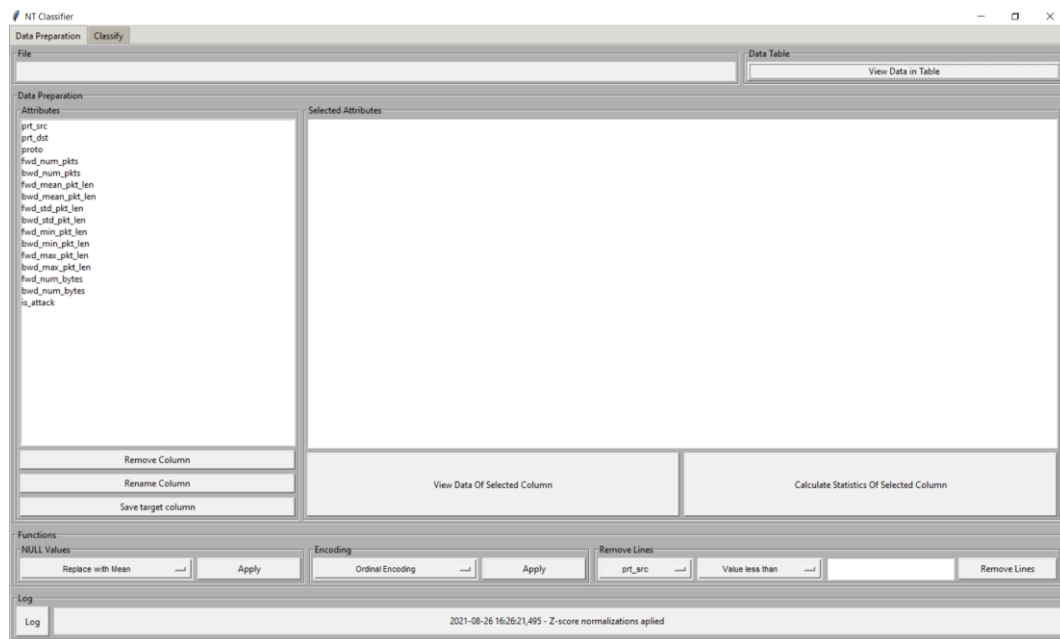 NT Classifier
Data Preparation Classify
File
Data Table
View Data in Table
Data Preparation
Attributes
Selected Attributes
prt_src
prt_dst
proto
fwd_num_pkts
bwd_num_pkts
fwd_mean_pkt_len
bwd_mean_pkt_len
fwd_std_pkt_len
bwd_std_pkt_len
fwd_min_pkt_len
bwd_min_pkt_len
fwd_max_pkt_len
bwd_max_pkt_len
fwd_num_bytes
bwd_num_bytes
is_attack
Remove Column
Rename Column
Save target column
View Data Of Selected Column
Calculate Statistics Of Selected Column
Functions
NULL Values
Replace with Mean
Apply
Encoding
Ordinal Encoding
Apply
Remove Lines
prt_src
Value less than
Remove Lines
Log
Log
2021-08-26 16:26:21,495 - Z-score normalizations aplied